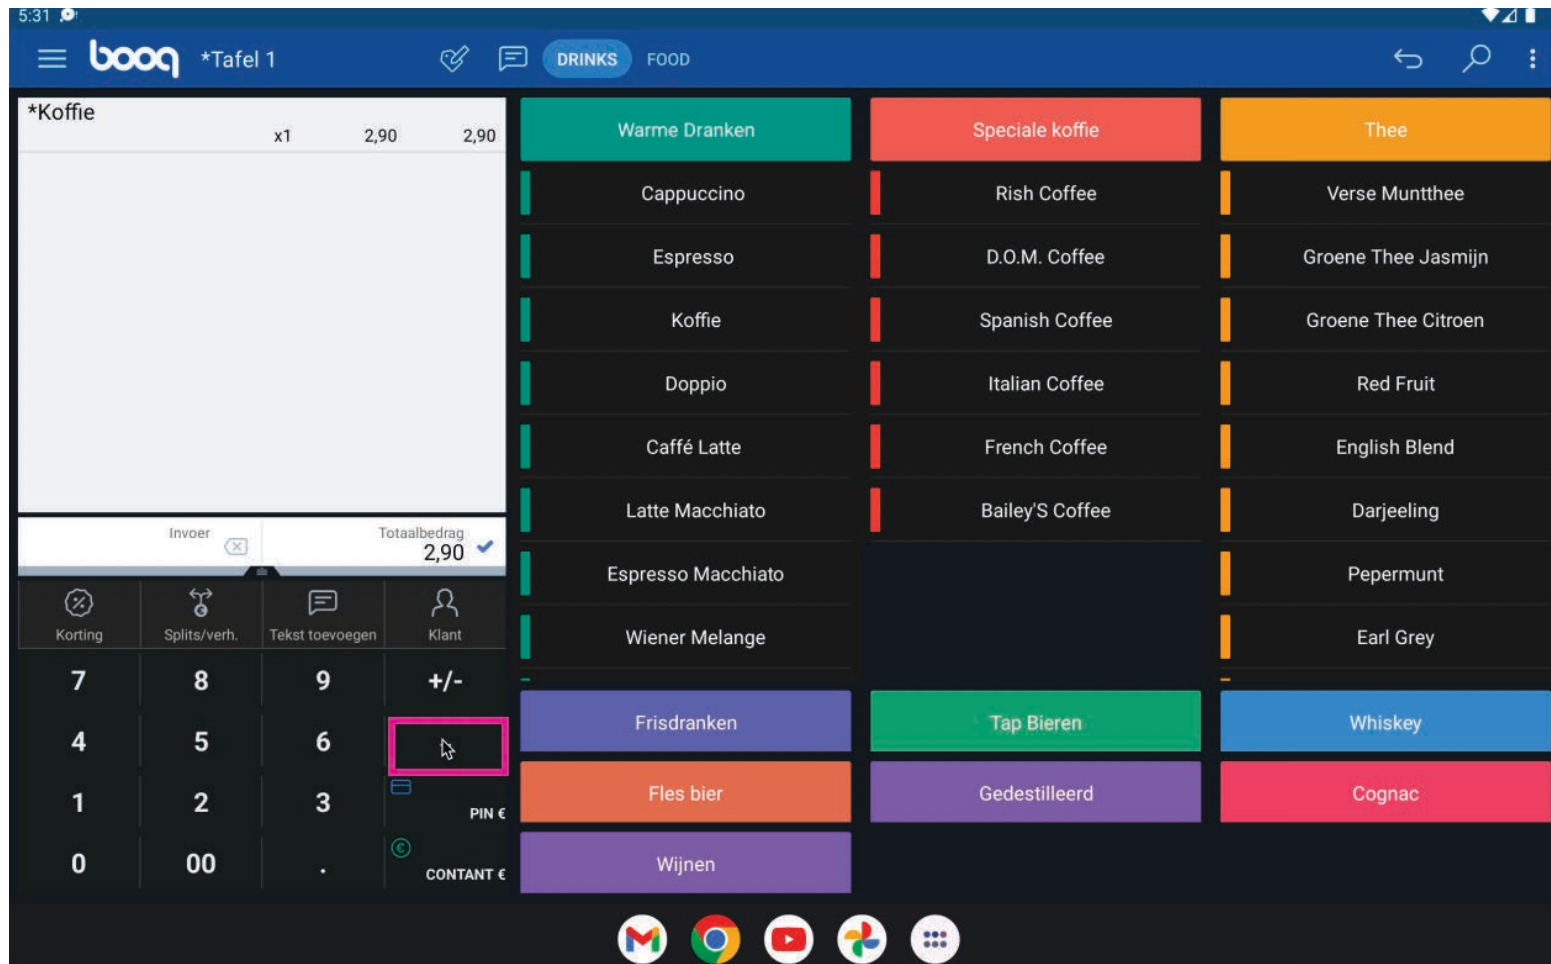 5:31
booq *Tafel 1 DRINKS FOOD
*Koffie
x1 2,90 2,90
Invoer Totaalbedrag
2,90
Korting Splits/verh. Tekst toevoegen Klant
7 8 9 +/-
4 5 6
1 2 3 PIN €
0 00 . CONTANT €
Warme Dranken
Cappuccino
Espresso
Koffie
Doppio
Caffé Latte
Latte Macchiato
Espresso Macchiato
Wiener Melange
Speciale koffie
Rish Coffee
D.O.M. Coffee
Spanish Coffee
Italian Coffee
French Coffee
Bailey'S Coffee
Thee
Verse Muntthee
Groene Thee Jasmijn
Groene Thee Citroen
Red Fruit
English Blend
Darjeeling
Pepermunt
Earl Grey
Frisdranken Tap Bieren Whiskey
Fles bier Gedestilleerd Cognac
Wijnen